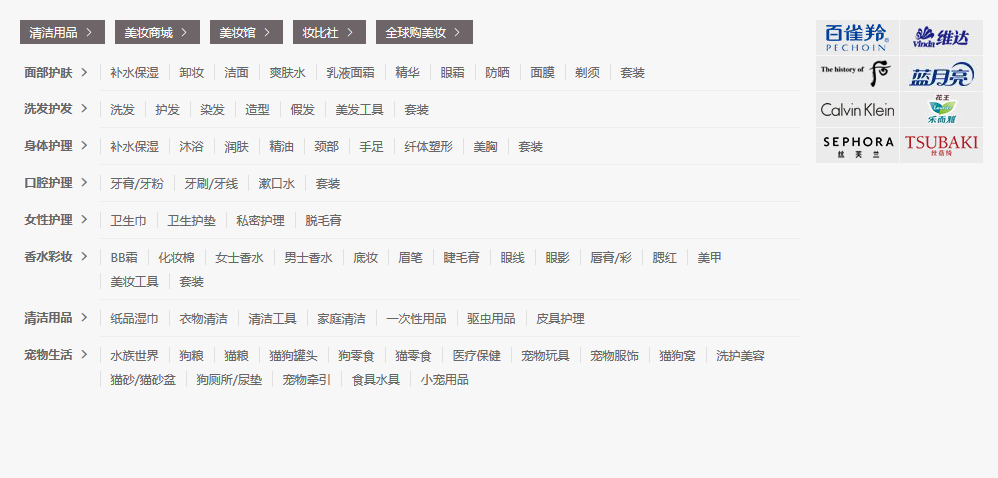 清洁用品 美妆商城 美妆馆 妆比社 全球购美妆
面部护肤 补水保湿 卸妆 洁面 爽肤水 乳液面霜 精华 眼霜 防晒 面膜 剃须 套装
洗发护发 洗发 护发 染发 造型 假发 美发工具 套装
身体护理 补水保湿 沐浴 润肤 精油 颈部 手足 纤体塑形 美胸 套装
口腔护理 牙膏/牙粉 牙刷/牙线 漱口水 套装
女性护理 卫生巾 卫生护垫 私密护理 脱毛膏
香水彩妆 BB霜 化妆棉 女士香水 男士香水 底妆 眉笔 睫毛膏 眼线 眼影 唇膏/彩 腮红 美甲
美妆工具 套装
清洁用品 纸品湿巾 衣物清洁 清洁工具 家庭清洁 一次性用品 驱虫用品 皮具护理
宠物生活 水族世界 狗粮 猫粮 猫狗罐头 狗零食 猫零食 医疗保健 宠物玩具 宠物服饰 猫狗窝 洗护美容
猫砂/猫砂盆 狗厕所/尿垫 宠物牵引 食具水具 小宠用品
百雀羚®
PECHOIN
Vinda维达
The history of 后
蓝月亮
Calvin Klein
花王
Laurier
乐而雅
SEPHORA
丝芙兰
TSUBAKI
丝蓓绮